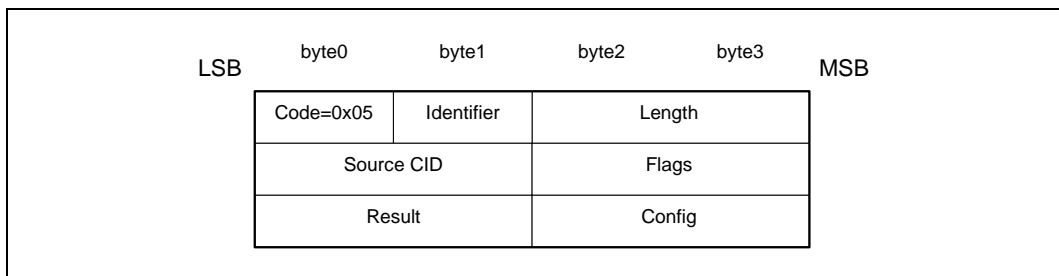 byte0 byte1 byte2 byte3
LSB MSB
Code=0x05 Identifier Length
Source CID Flags
Result Config